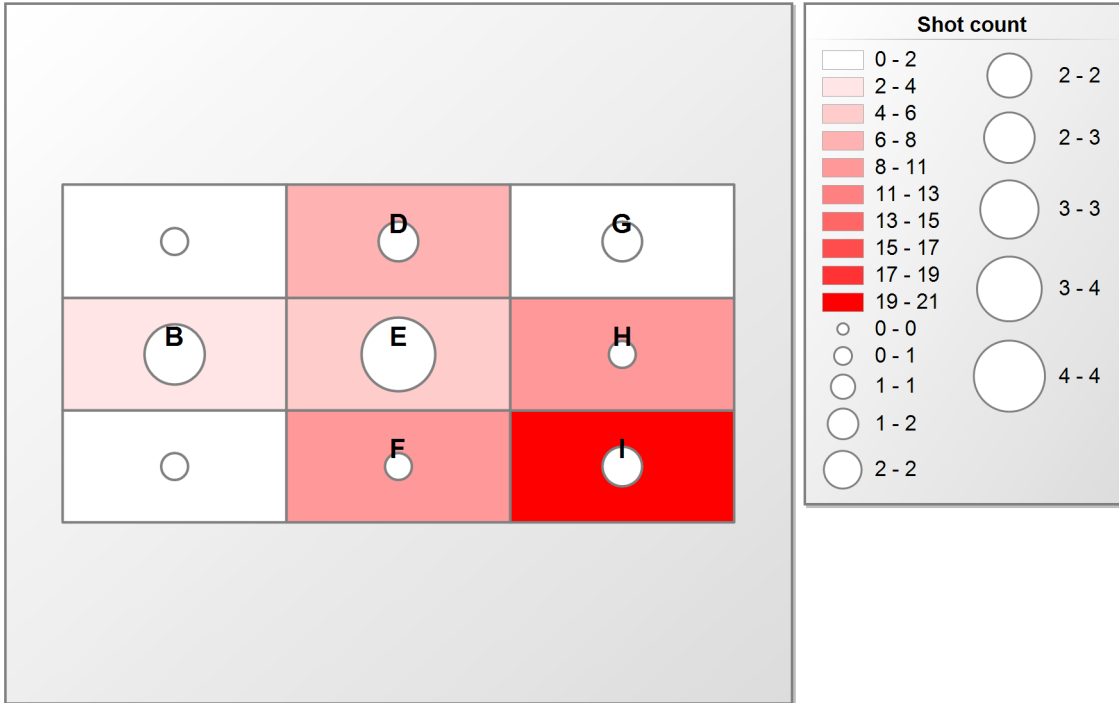 D
G
B
E
H
F
I
Shot count
0 - 2
2 - 4
4 - 6
6 - 8
8 - 11
11 - 13
13 - 15
15 - 17
17 - 19
19 - 21
0 - 0
0 - 1
1 - 1
1 - 2
2 - 2
2 - 2
2 - 3
3 - 3
3 - 4
4 - 4